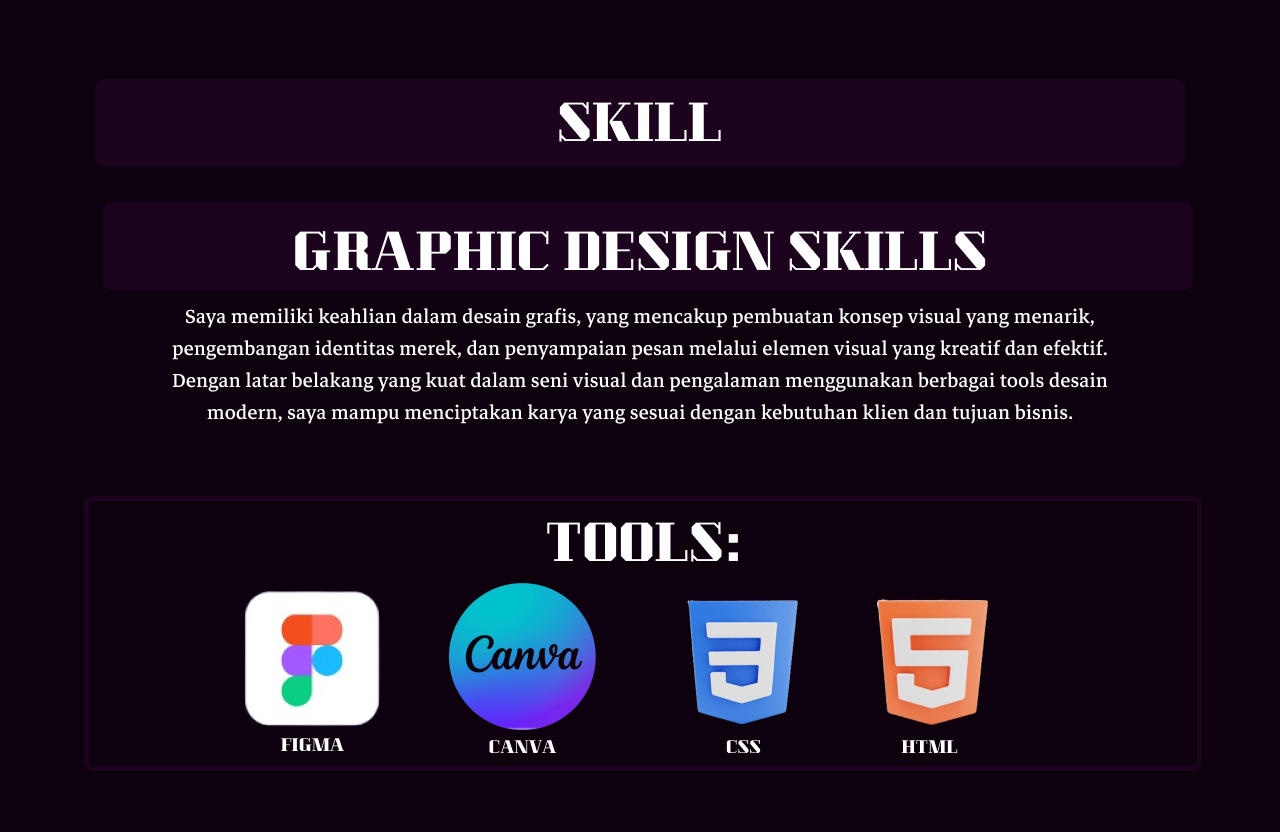 SKILL
GRAPHIC DESIGN SKILLS
Saya memiliki keahlian dalam desain grafis, yang mencakup pembuatan konsep visual yang menarik,
pengembangan identitas merek, dan penyampaian pesan melalui elemen visual yang kreatif dan efektif.
Dengan latar belakang yang kuat dalam seni visual dan pengalaman menggunakan berbagai tools desain
modern, saya mampu menciptakan karya yang sesuai dengan kebutuhan klien dan tujuan bisnis.
TOOLS:
Canva
FIGMA
CANVA
CSS
HTML